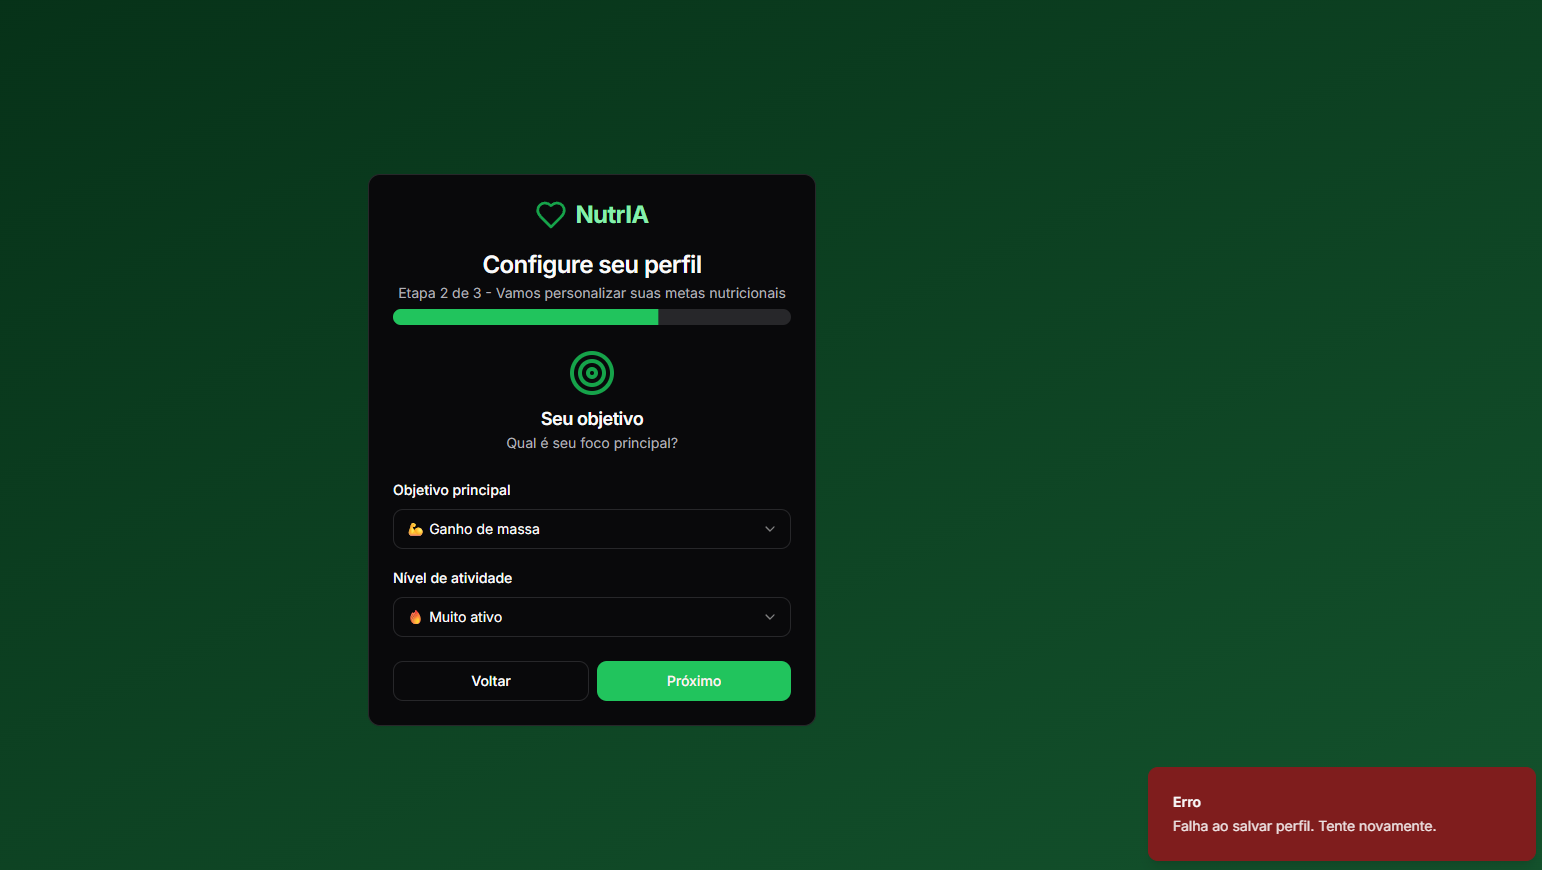 NutrIA
Configure seu perfil
Etapa 2 de 3 - Vamos personalizar suas metas nutricionais
Seu objetivo
Qual é seu foco principal?
Objetivo principal
💪 Ganho de massa
Nível de atividade
🔥 Muito ativo
Voltar
Próximo
Erro
Falha ao salvar perfil. Tente novamente.